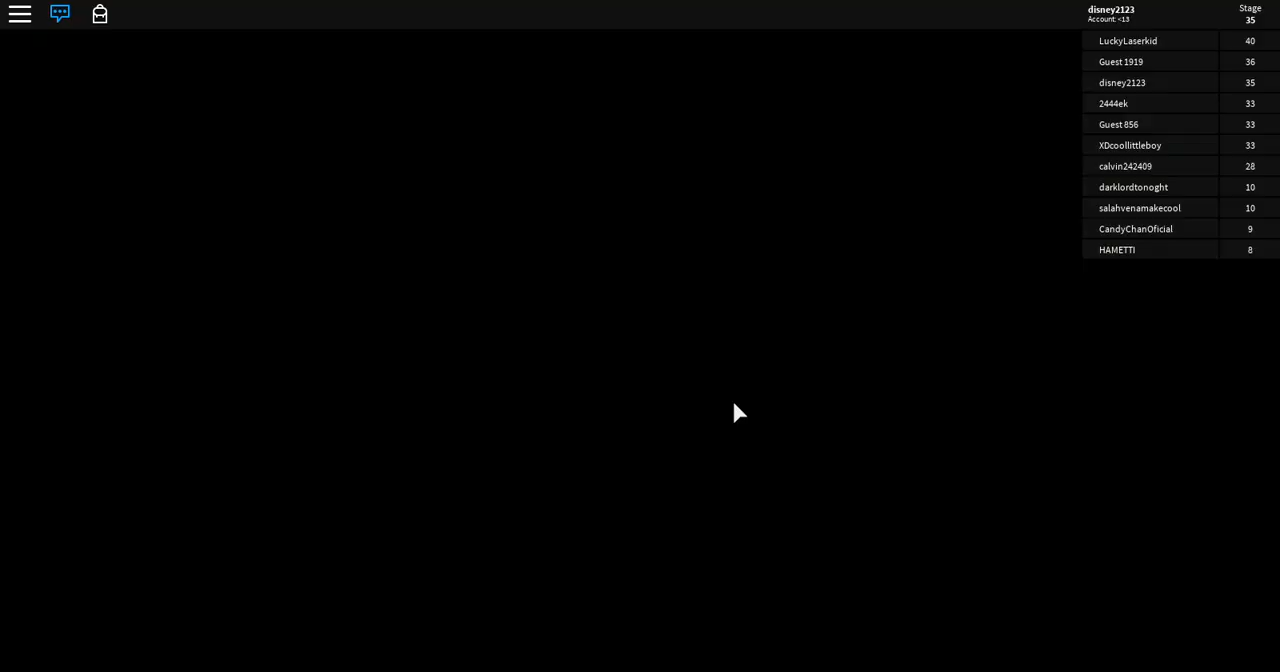 disney2123 Stage
Account: <13 35
LuckyLaserkid 40
Guest 1919 36
disney2123 35
2444ek 33
Guest 856 33
XDcoollittleboy 33
calvin242409 28
darklordtonoght 10
salahvenamakecool 10
CandyChanOficial 9
HAMETTI 8